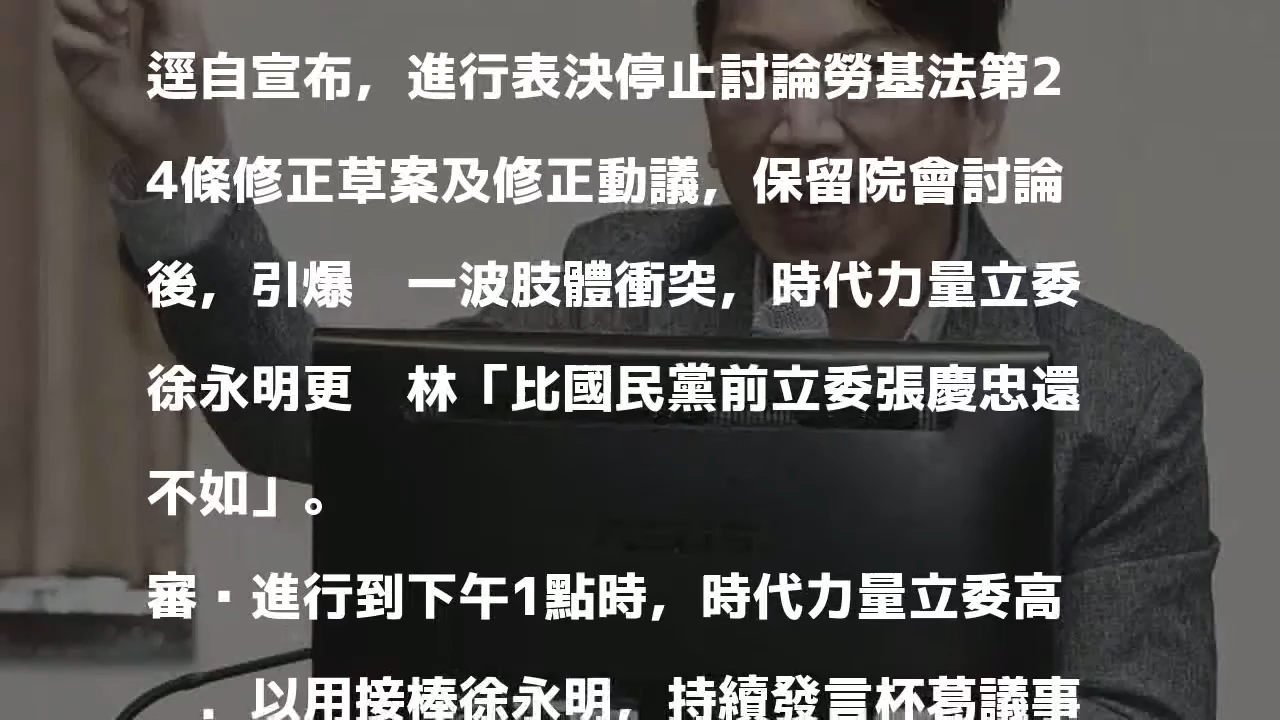 逕自宣布，進行表決停止討論勞基法第2
4條修正草案及修正動議，保留院會討論
後，引爆　一波肢體衝突，時代力量立委
徐永明更　林「比國民黨前立委張慶忠還
不如」。
審．進行到下午1點時，時代力量立委高
．以用接棒徐永明，持續發言杯葛議事